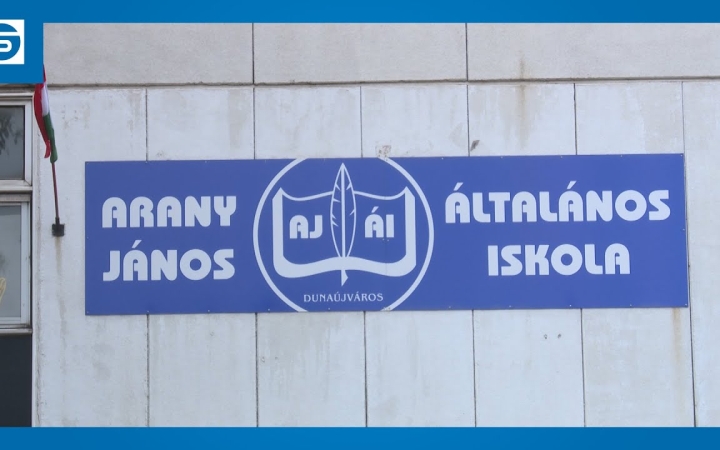 ARANY
JÁNOS
AJ ÁI
DUNAÚJVÁROS
ÁLTALÁNOS
ISKOLA